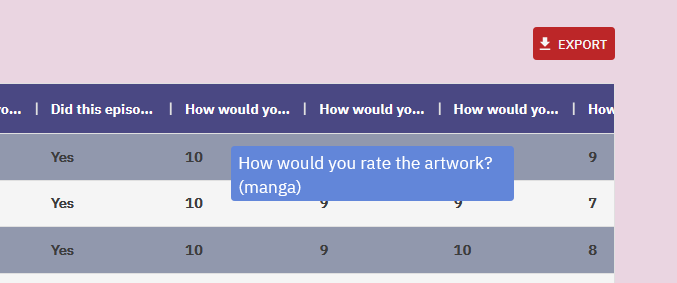 EXPORT
yo... | Did this episo... | How would yo... | How would yo... | How would yo... | How
Yes 10 9
How would you rate the artwork?
(manga)
Yes 10 9 9 7
Yes 10 9 10 8